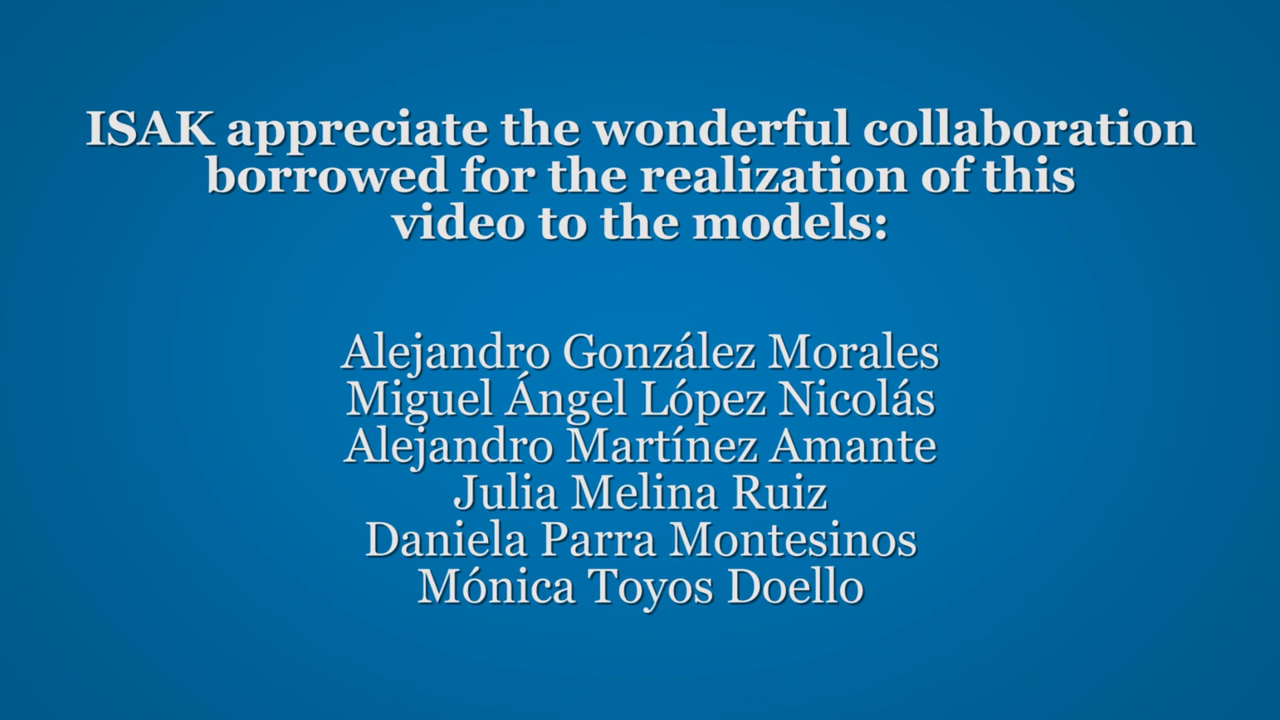 ISAK appreciate the wonderful collaboration
borrowed for the realization of this
video to the models:
Alejandro González Morales
Miguel Ángel López Nicolás
Alejandro Martínez Amante
Julia Melina Ruiz
Daniela Parra Montesinos
Mónica Toyos Doello